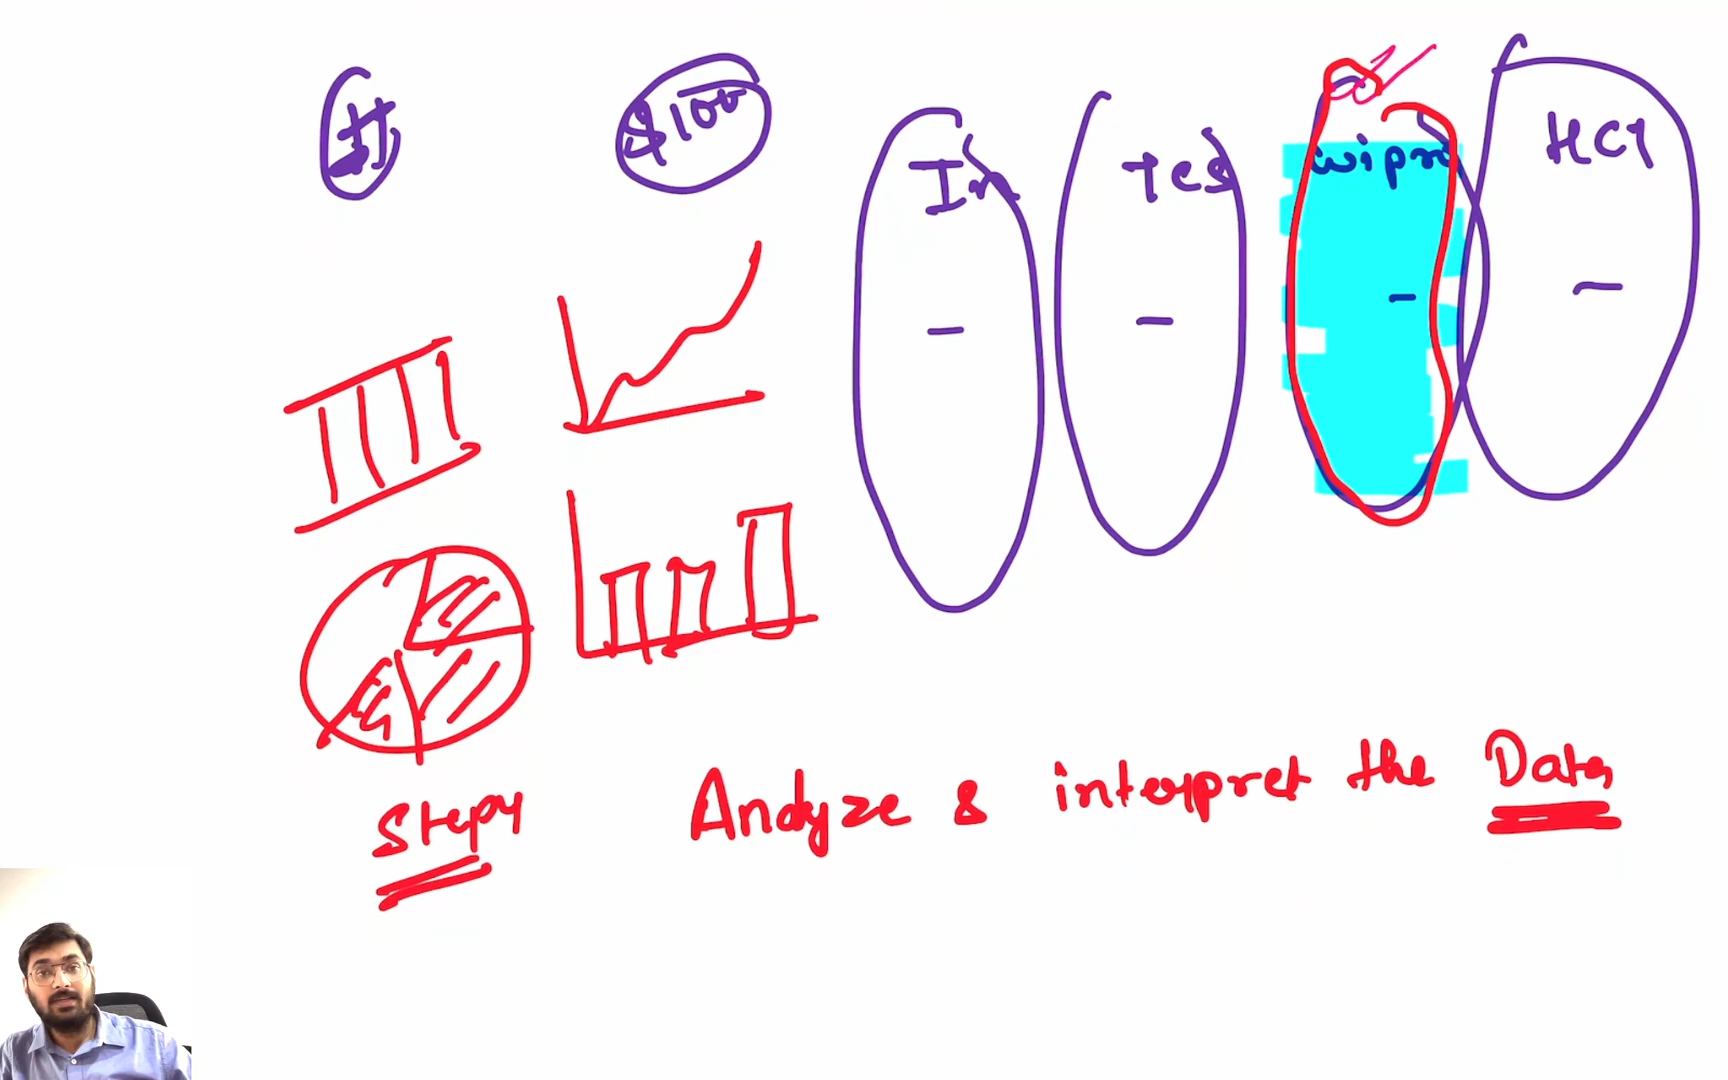 $100
In
Tcs
wipro
HCL
Step4
Analyze & interpret the Data